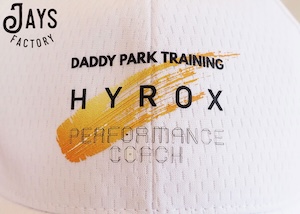 JAYS
FACTORY
DADDY PARK TRAINING
HYROX
PERFORMANCE
COACH